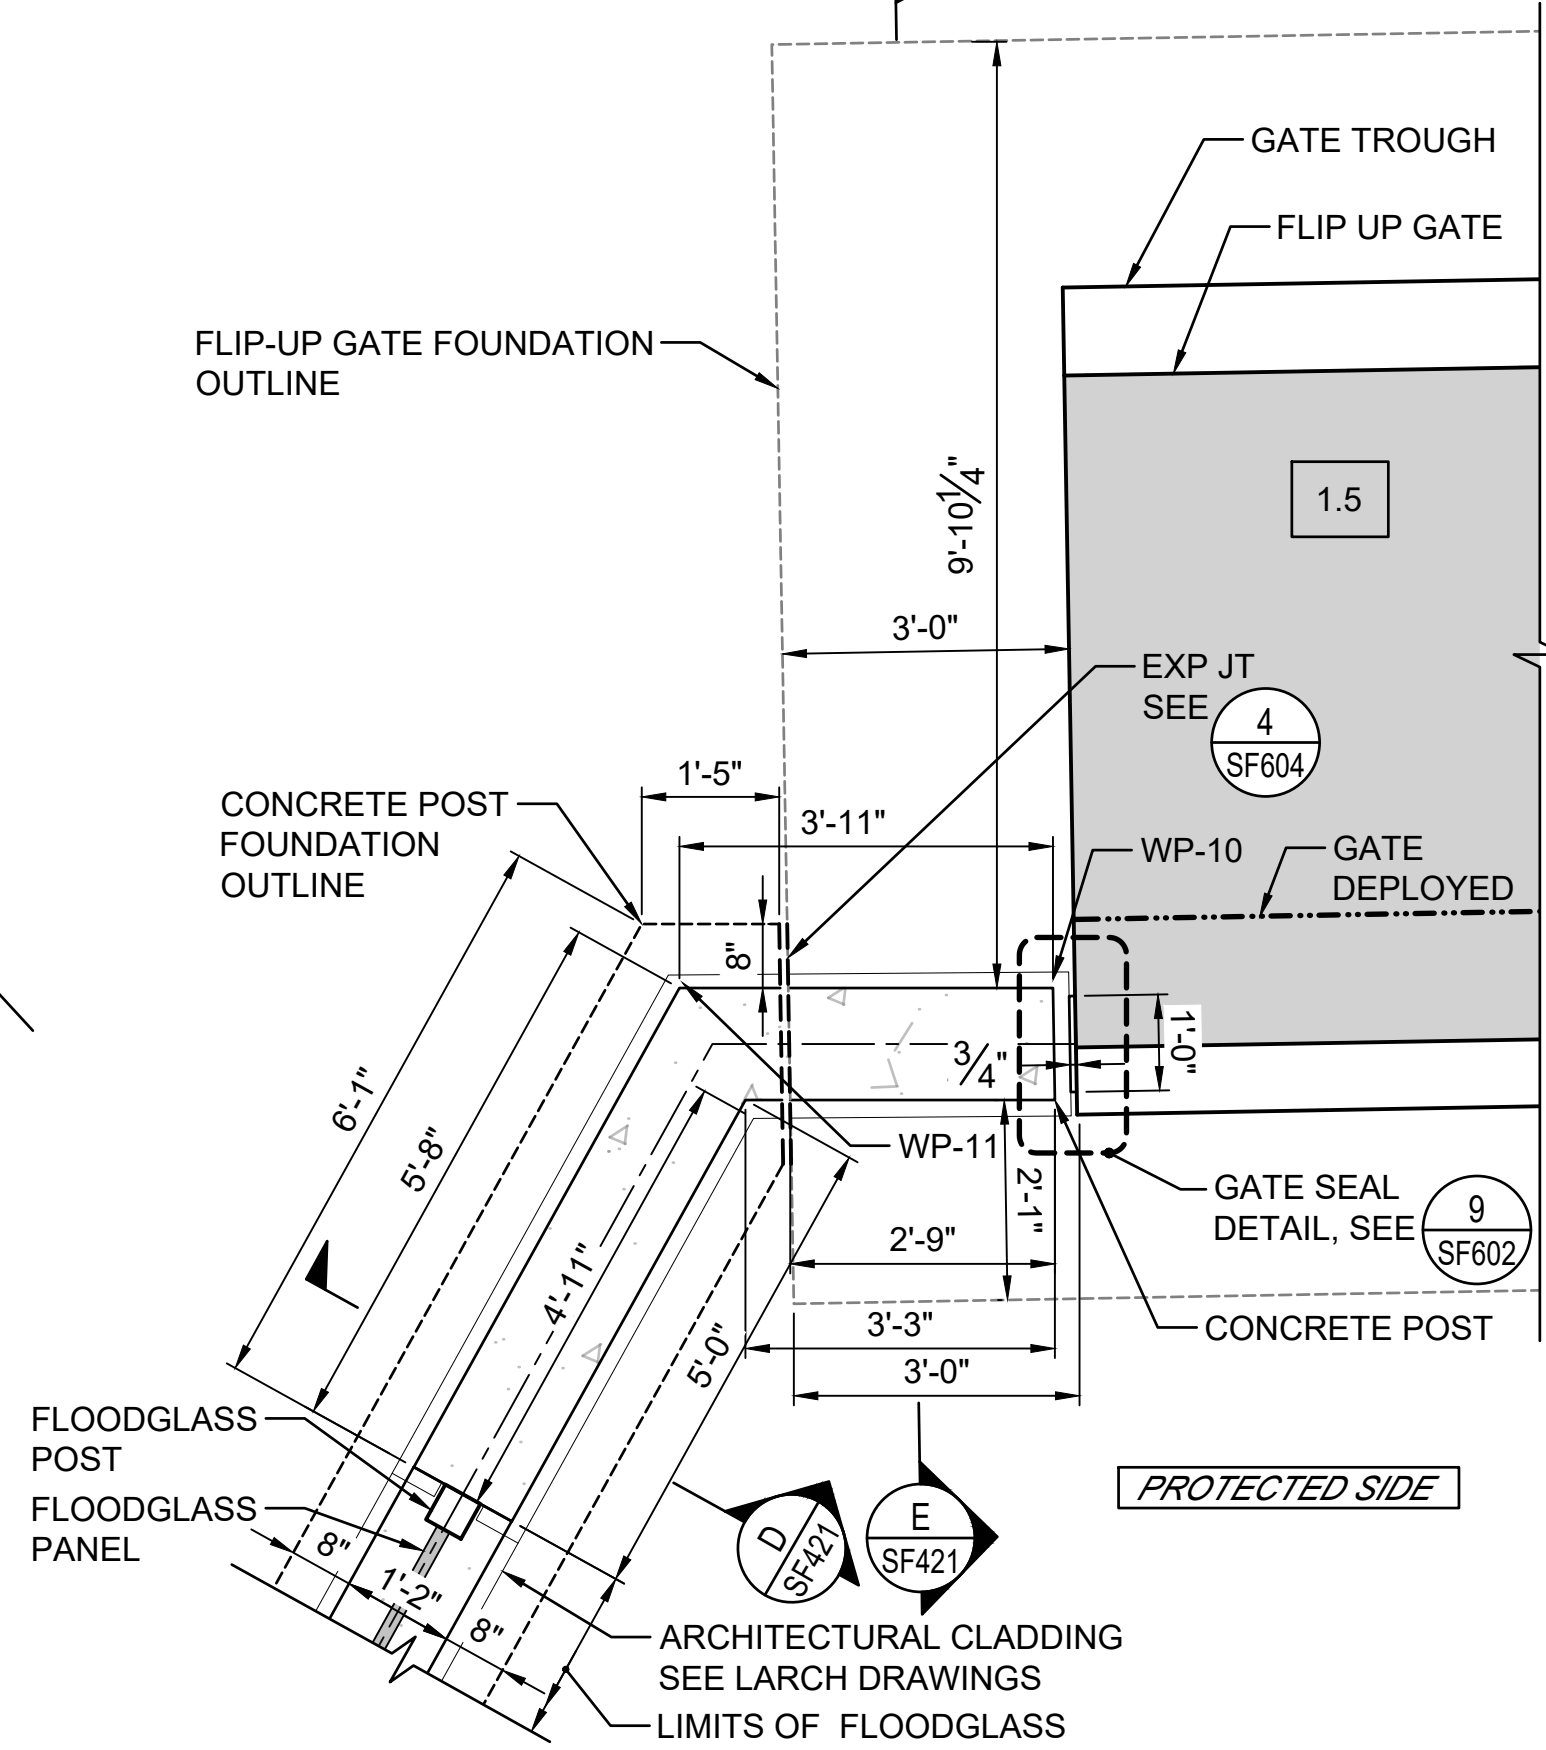 GATE TROUGH
FLIP UP GATE
FLIP-UP GATE FOUNDATION
OUTLINE
9'-10 1/4"
1.5
3'-0"
EXP JT
SEE
4
SF604
1'-5"
3'-11"
CONCRETE POST
FOUNDATION
OUTLINE
WP-10
GATE
DEPLOYED
8"
1'-0"
3/4"
6'-1"
5'-8"
WP-11
2'-1"
GATE SEAL
DETAIL, SEE
9
SF602
2'-9"
4'-11"
3'-3"
CONCRETE POST
5'-0"
3'-0"
FLOODGLASS
POST
PROTECTED SIDE
FLOODGLASS
PANEL
D
SF421
E
SF421
8"
1'-2"
8"
ARCHITECTURAL CLADDING
SEE LARCH DRAWINGS
LIMITS OF FLOODGLASS